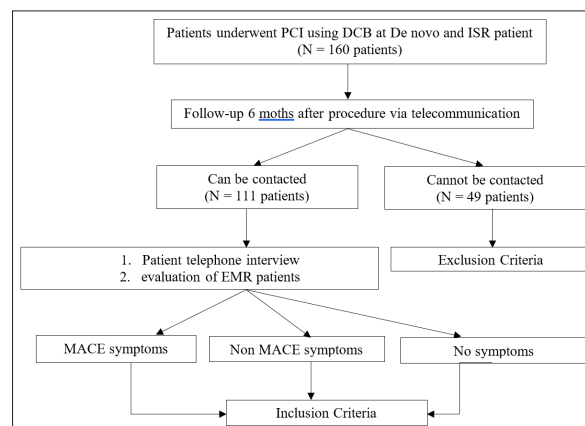 Patients underwent PCI using DCB at De novo and ISR patient
(N = 160 patients)
Follow-up 6 moths after procedure via telecommunication
Can be contacted
(N = 111 patients)
Cannot be contacted
(N = 49 patients)
1. Patient telephone interview
2. evaluation of EMR patients
Exclusion Criteria
MACE symptoms
Non MACE symptoms
No symptoms
Inclusion Criteria